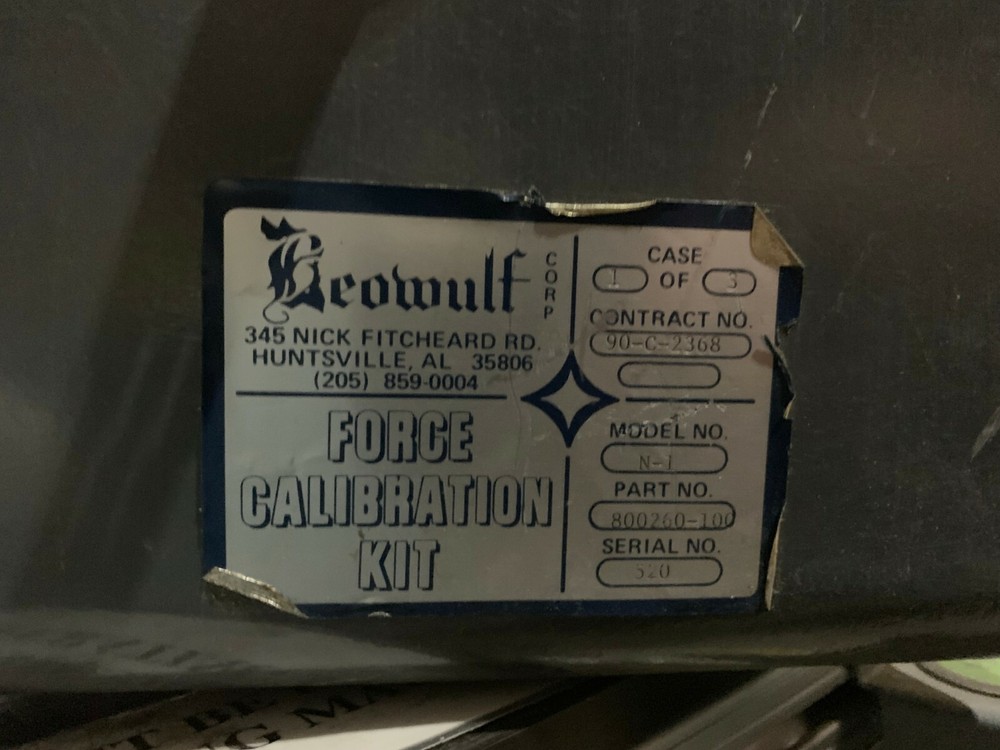 Beowulf CORP
345 NICK FITCHEARD RD.
HUNTSVILLE, AL 35806
(205) 859-0004
FORCE
CALIBRATION
KIT
CASE
1 OF 3
CONTRACT NO.
90-C-2368
MODEL NO.
N-1
PART NO.
800260-100
SERIAL NO.
520